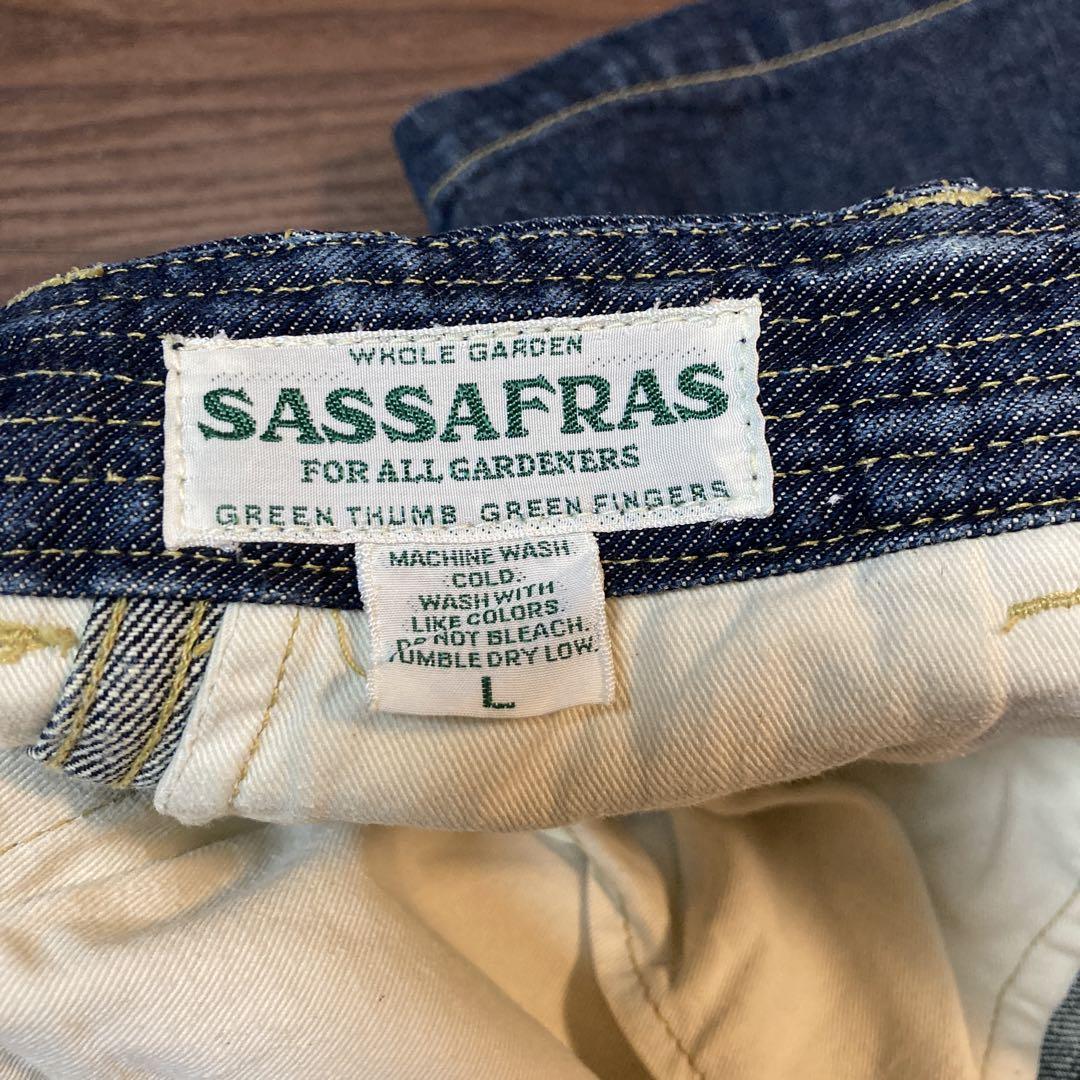 WHOLE GARDEN
SASSAFRAS
FOR ALL GARDENERS
GREEN THUMB GREEN FINGERS
MACHINE WASH
COLD.
WASH WITH
LIKE COLORS.
DO NOT BLEACH.
TUMBLE DRY LOW.
L